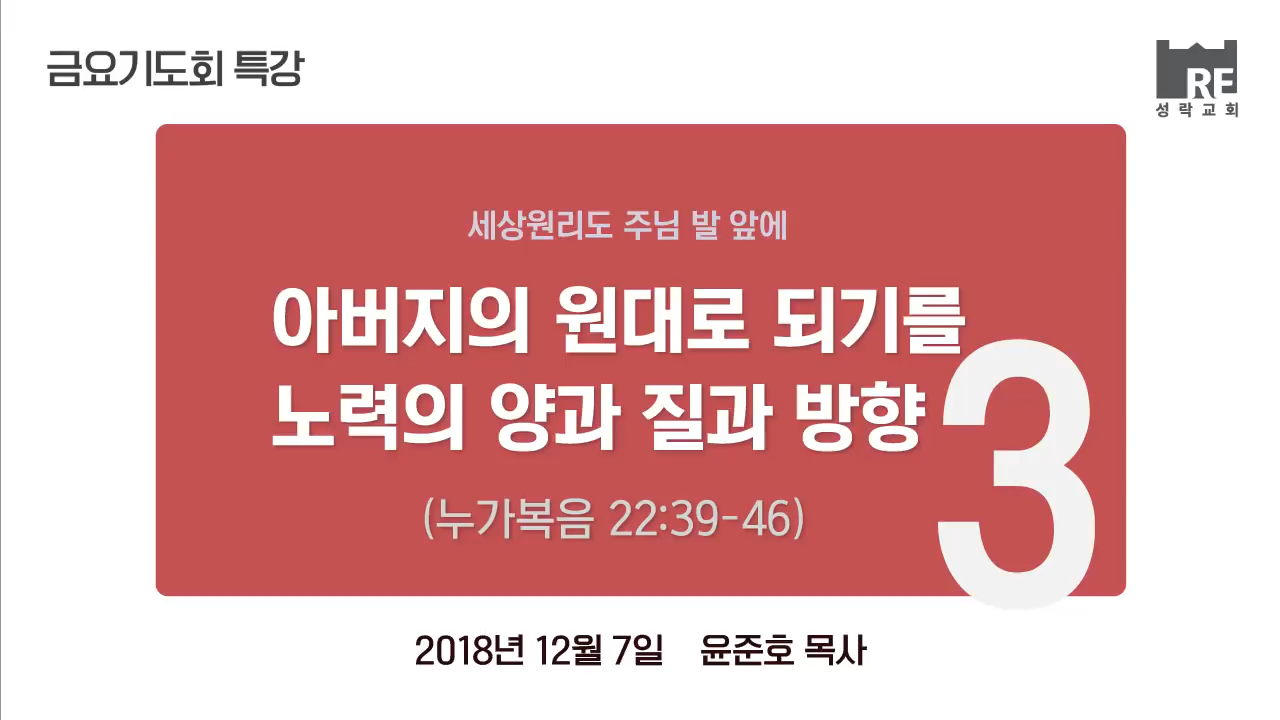 금요기도회 특강
RE
성락교회
세상원리도 주님 발 앞에
아버지의 원대로 되기를
노력의 양과 질과 방향
3
(누가복음 22:39-46)
2018년 12월 7일 윤준호 목사